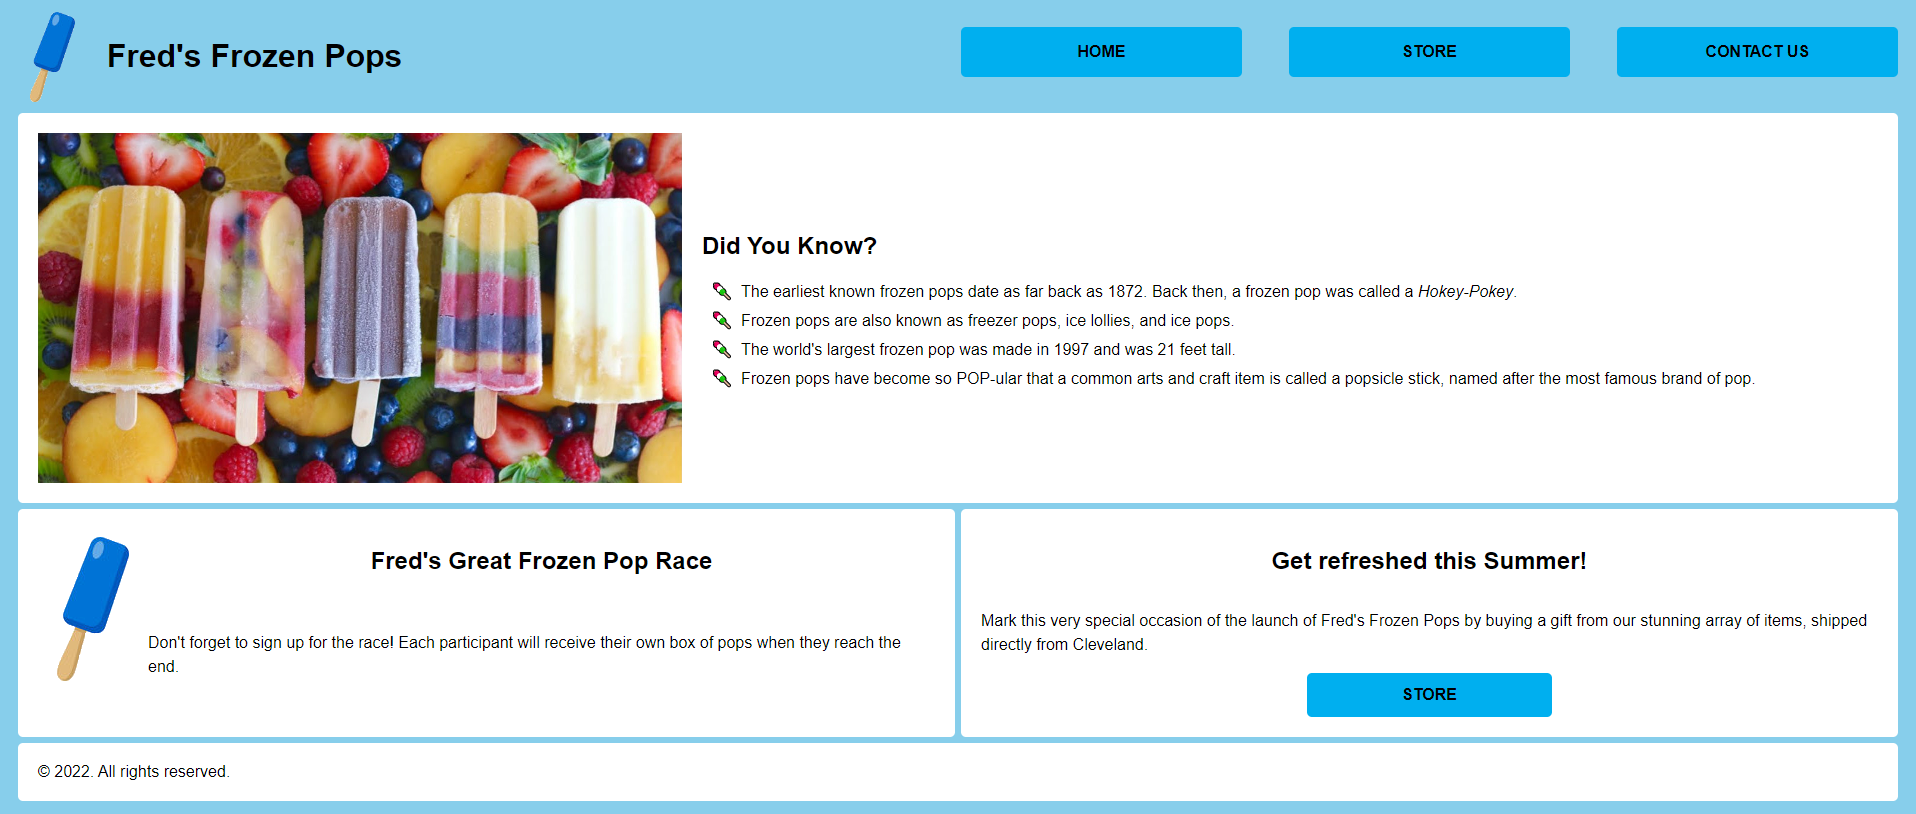 Fred's Frozen Pops
HOME
STORE
CONTACT US
Did You Know?
The earliest known frozen pops date as far back as 1872. Back then, a frozen pop was called a Hokey-Pokey.
Frozen pops are also known as freezer pops, ice lollies, and ice pops.
The world's largest frozen pop was made in 1997 and was 21 feet tall.
Frozen pops have become so POP-ular that a common arts and craft item is called a popsicle stick, named after the most famous brand of pop.
Fred's Great Frozen Pop Race
Don't forget to sign up for the race! Each participant will receive their own box of pops when they reach the
end.
Get refreshed this Summer!
Mark this very special occasion of the launch of Fred's Frozen Pops by buying a gift from our stunning array of items, shipped
directly from Cleveland.
STORE
© 2022. All rights reserved.